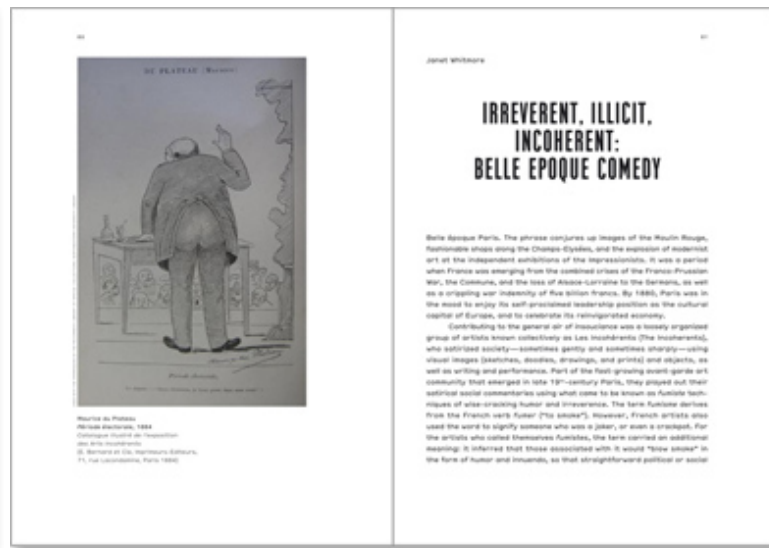 DU PLATEAU
Maurice du Plateau
Période électorale, 1884
Catalogue illustré de l'exposition
des Arts Incohérents
(E. Bernard et Cie, Imprimeurs-Editeurs,
71, rue Lacondamine, Paris 1884)
Janet Whitmore
IRREVERENT, ILLICIT,
INCOHERENT:
BELLE EPOQUE COMEDY
Belle Epoque Paris. The phrase conjures up images of the Moulin Rouge,
fashionable shops along the Champs-Elysées, and the explosion of modernist
art at the independent exhibitions of the Impressionists. It was a period
when France was emerging from the combined crises of the Franco-Prussian
War, the Commune, and the loss of Alsace-Lorraine to the Germans, as well
as a crippling war indemnity of five billion francs. By 1880, Paris was in
the mood to enjoy its self-proclaimed leadership position as the cultural
capital of Europe, and to celebrate its reinvigorated economy.
Contributing to the general air of insouciance was a loosely organized
group of artists known collectively as Les Incohérents (The Incoherents),
who satirized society—sometimes gently and sometimes sharply—using
visual images (sketches, doodles, drawings, and prints) and objects, as
well as writing and performance. Part of the fast-growing avant-garde art
community that emerged in late 19th-century Paris, they played out their
satirical social commentaries using what came to be known as fumiste tech-
niques of wise-cracking humor and irreverence. The term fumisme derives
from the French verb fumer ("to smoke"). However, French artists also
used the word to signify someone who was a joker, or even a crackpot. For
the artists who called themselves fumistes, the term carried an additional
meaning: it inferred that those associated with it would "blow smoke" in
the form of humor and innuendo, so that straightforward political or social